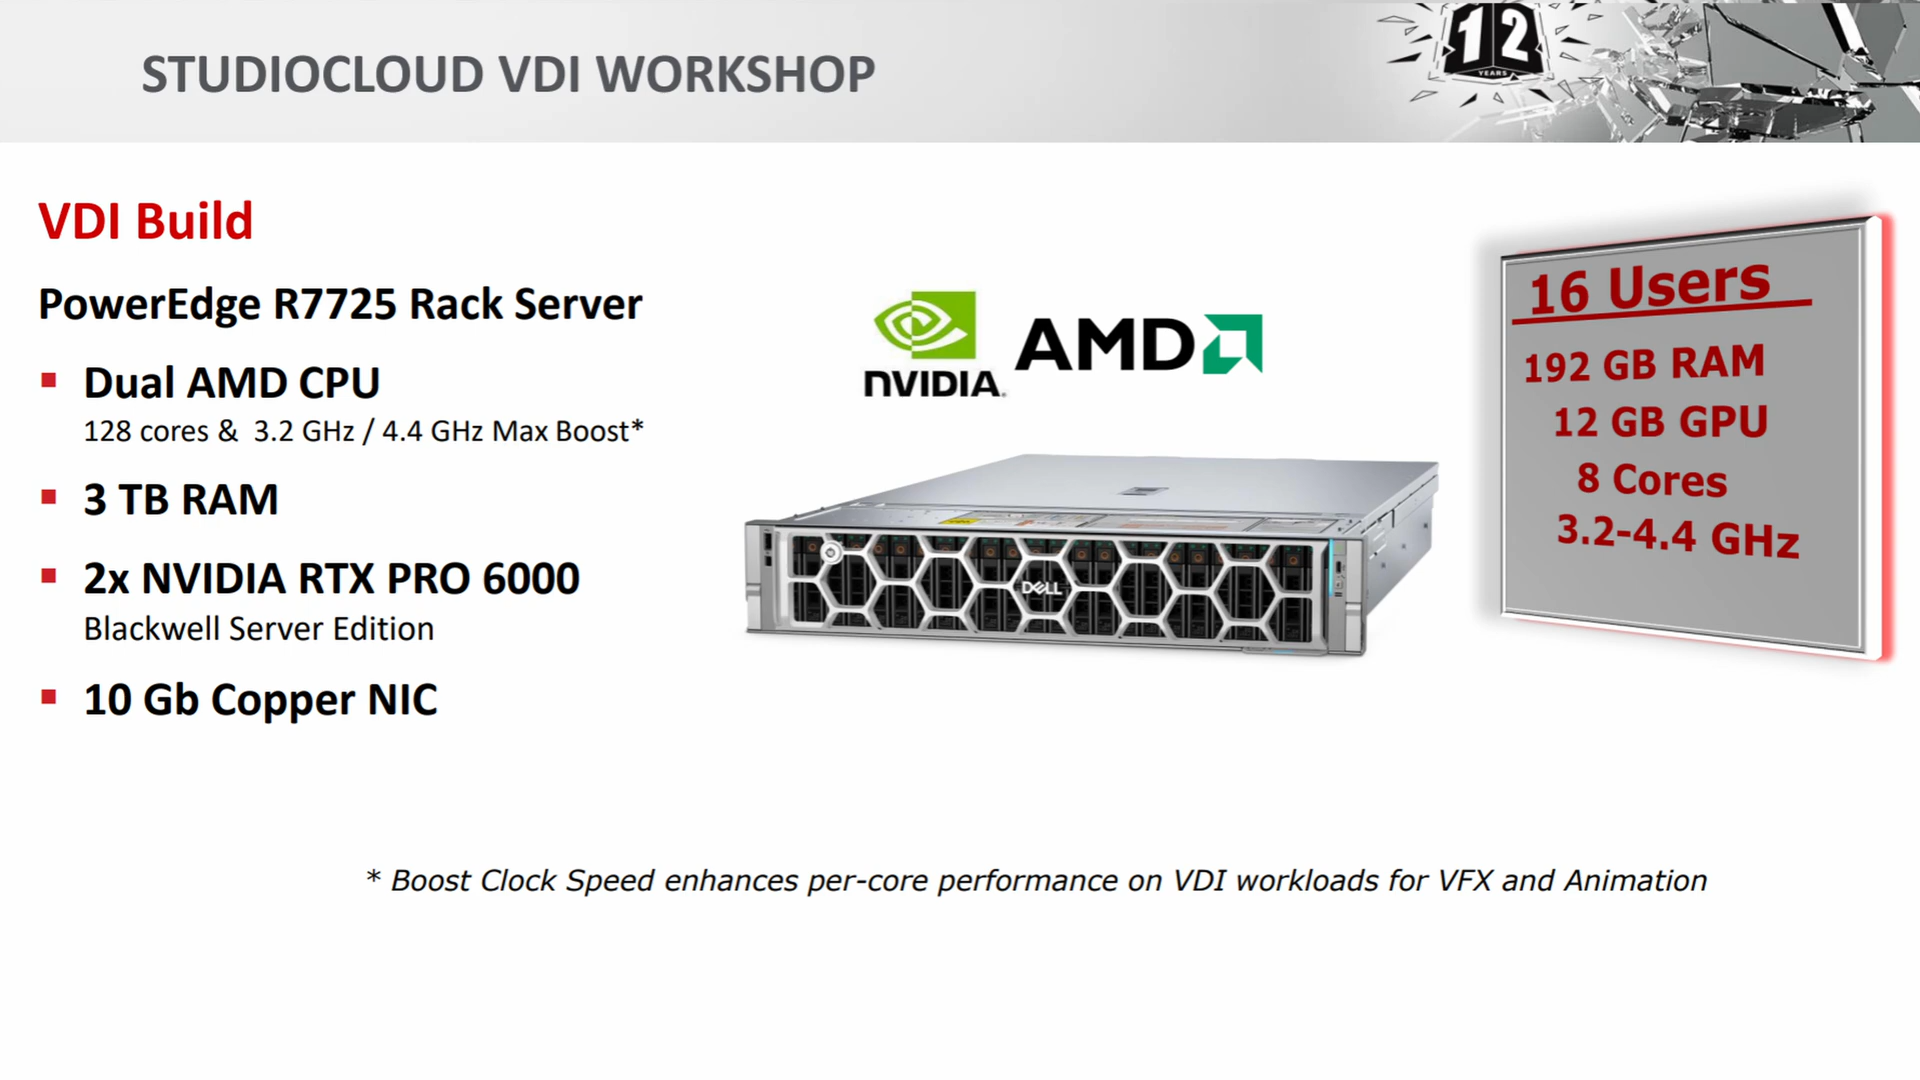 STUDIOCLOUD VDI WORKSHOP
12
YEARS
VDI Build
PowerEdge R7725 Rack Server
Dual AMD CPU
128 cores & 3.2 GHz / 4.4 GHz Max Boost*
3 TB RAM
2x NVIDIA RTX PRO 6000
Blackwell Server Edition
10 Gb Copper NIC
NVIDIA.
AMD
DELL
16 Users
192 GB RAM
12 GB GPU
8 Cores
3.2-4.4 GHz
* Boost Clock Speed enhances per-core performance on VDI workloads for VFX and Animation